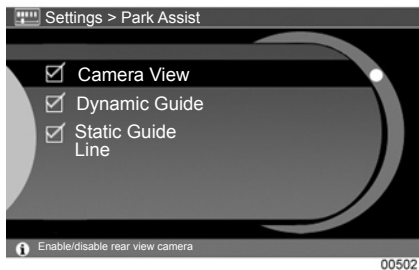 Settings > Park Assist
Camera View
Dynamic Guide
Static Guide
Line
Enable/disable rear view camera
00502